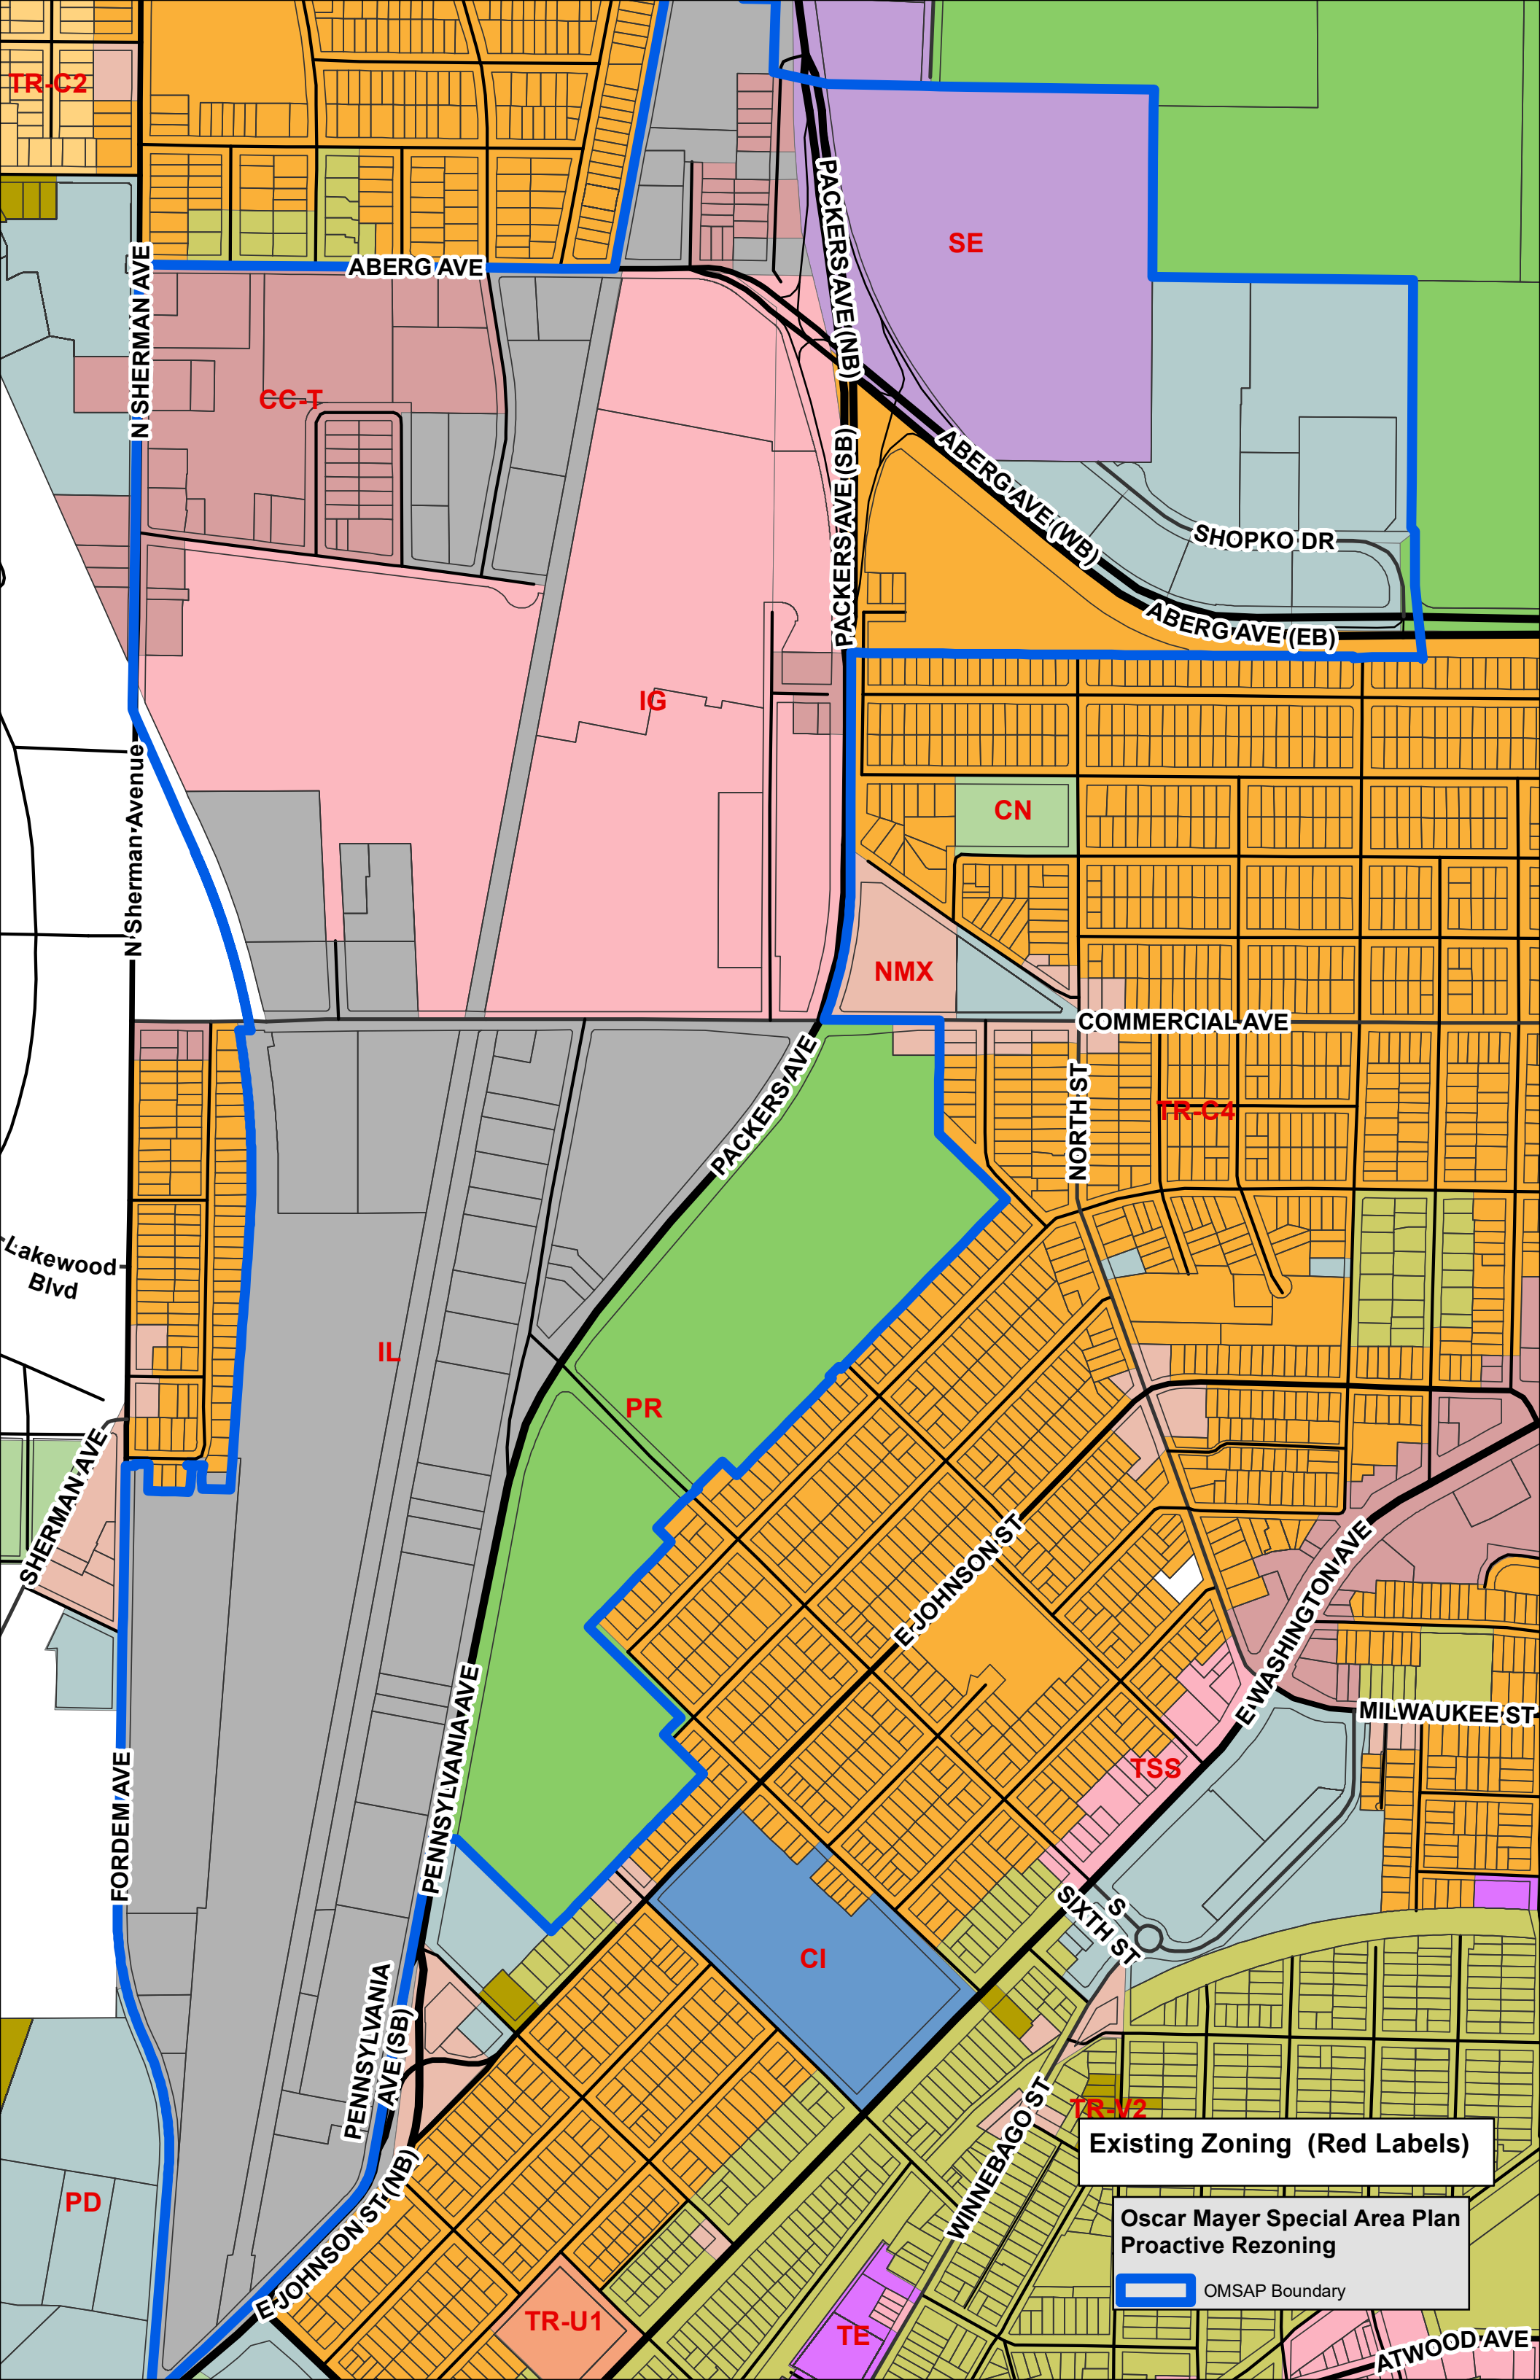 TR-C2
PACKERS AVE (NB)
SE
N SHERMAN AVE
ABERG AVE
CC-T
PACKERS AVE (SB)
ABERG AVE (WB)
SHOPKO DR
ABERG AVE (EB)
IG
N Sherman Avenue
CN
NMX
COMMERCIAL AVE
PACKERS AVE
NORTH ST
TR-C4
Lakewood
Blvd
IL
PR
SHERMAN AVE
E JOHNSON ST
E WASHINGTON AVE
MILWAUKEE ST
PENNSYLVANIA AVE
TSS
FORDEM AVE
S
SIXTH ST
CI
PENNSYLVANIA
AVE (SB)
WINNEBAGO ST
TR-V2
Existing Zoning (Red Labels)
PD
E JOHNSON ST (NB)
Oscar Mayer Special Area Plan
Proactive Rezoning
OMSAP Boundary
TR-U1
TE
ATWOOD AVE